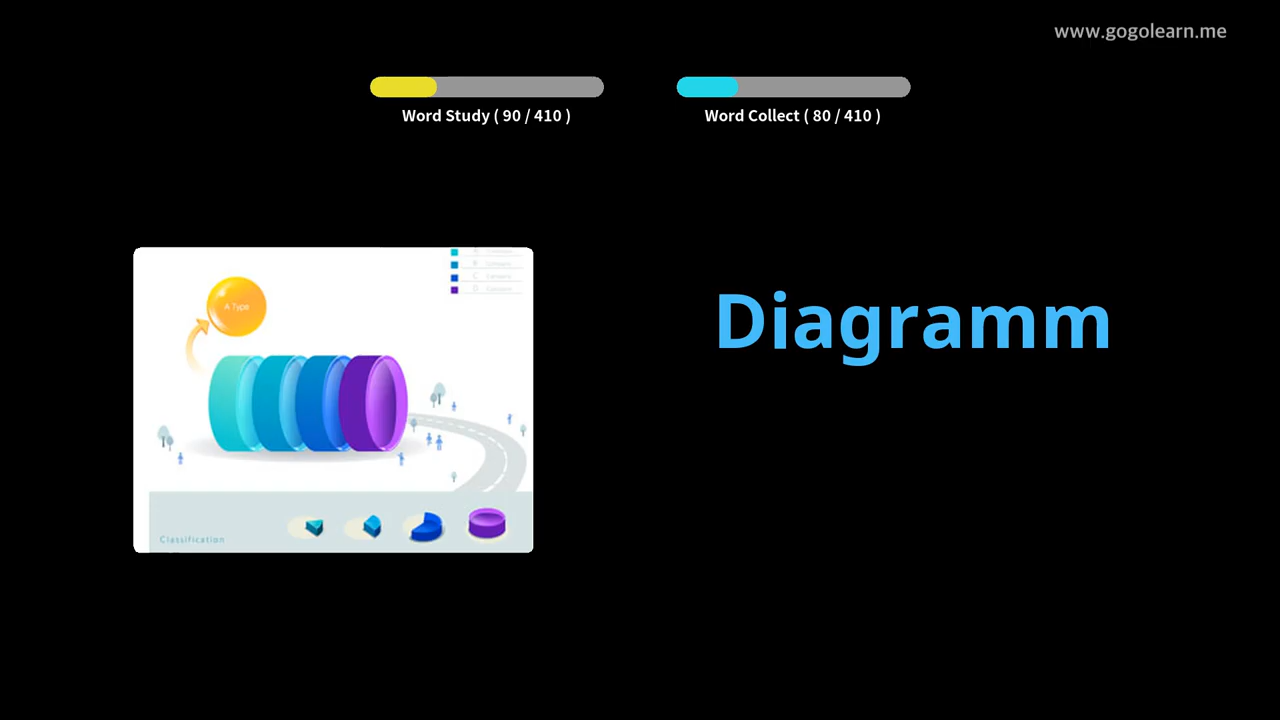 www.gogolearn.me
Word Study ( 90 / 410 )
Word Collect ( 80 / 410 )
A Type
B
C
D
Diagramm
Classification